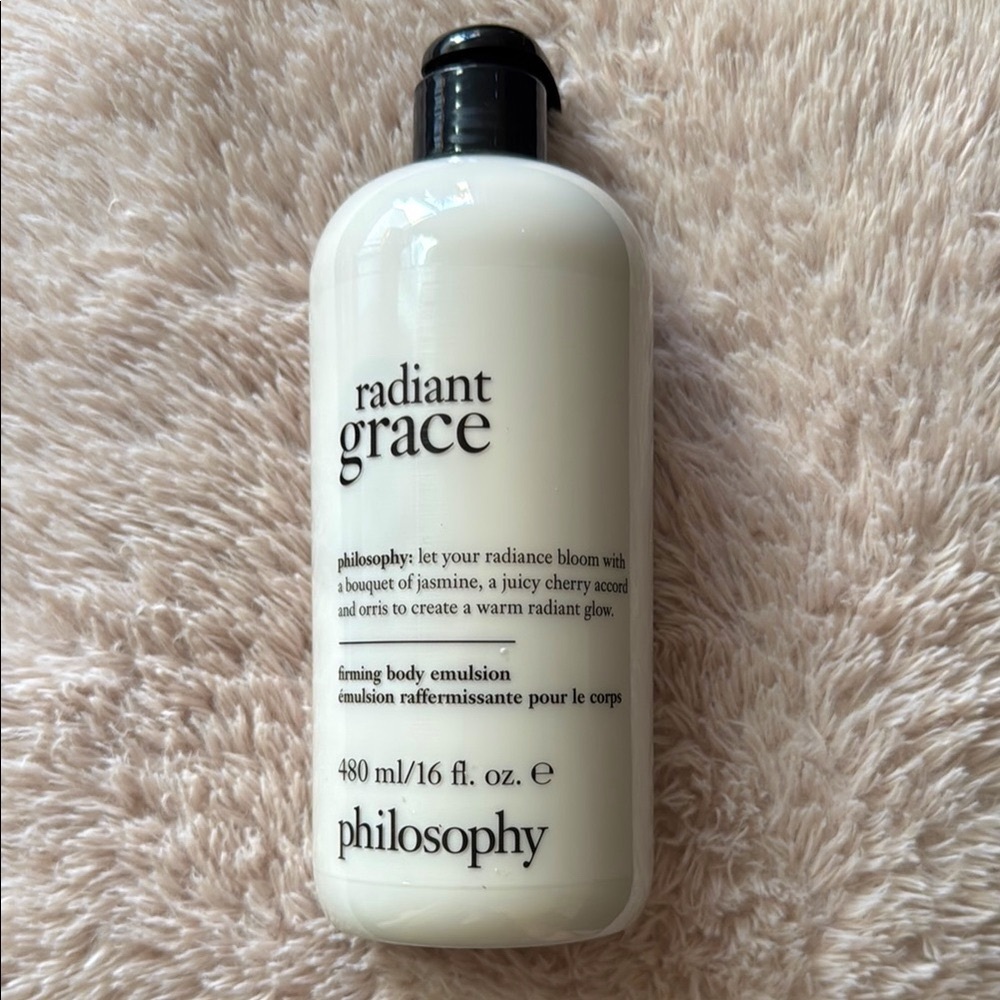 radiant
grace
philosophy: let your radiance bloom with
a bouquet of jasmine, a juicy cherry accord
and orris to create a warm radiant glow.
firming body emulsion
émulsion raffermissante pour le corps
480 ml/16 fl. oz. ℮
philosophy